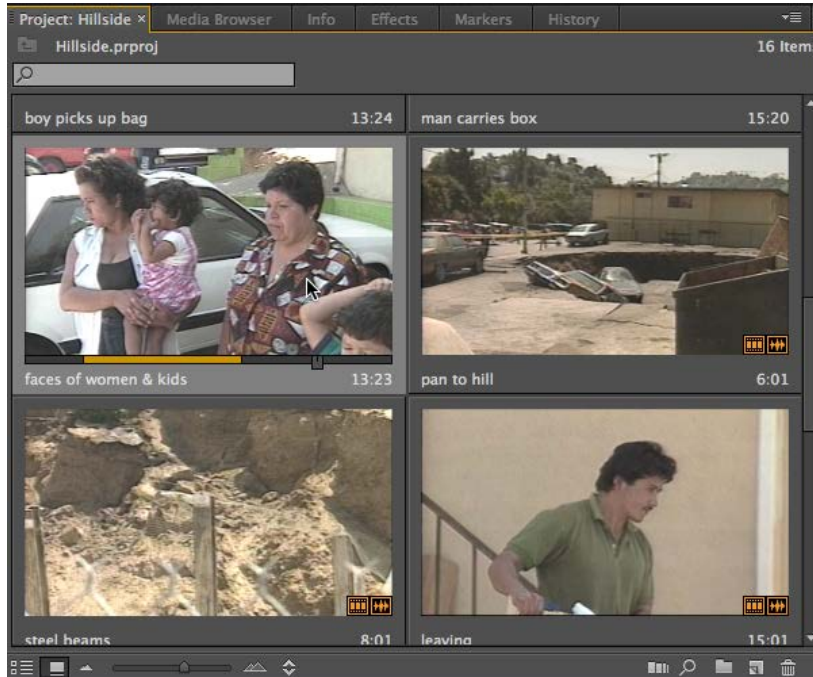 Project: Hillside × Media Browser Info Effects Markers History
Hillside.prproj 16 Item
boy picks up bag 13:24 man carries box 15:20
faces of women & kids 13:23 pan to hill 6:01
steel beams 8:01 leaving 15:01